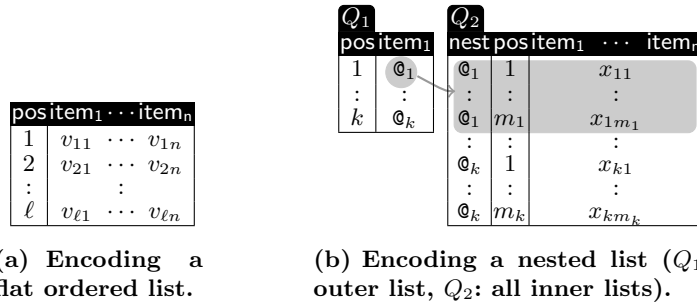 Q₁ Q₂
pos item₁ nest pos item₁ ··· itemₙ
1 @₁ @₁ 1 x₁₁
: : : : :
k @ₖ @₁ m₁ x₁ₘ₁
@ₖ 1 xₖ₁
: : :
@ₖ mₖ xₖₘₖ
pos item₁ ··· itemₙ
1 v₁₁ ··· v₁ₙ
2 v₂₁ ··· v₂ₙ
: :
ℓ vℓ₁ ··· vℓₙ
(a) Encoding a
flat ordered list.
(b) Encoding a nested list (Q₁
outer list, Q₂: all inner lists).